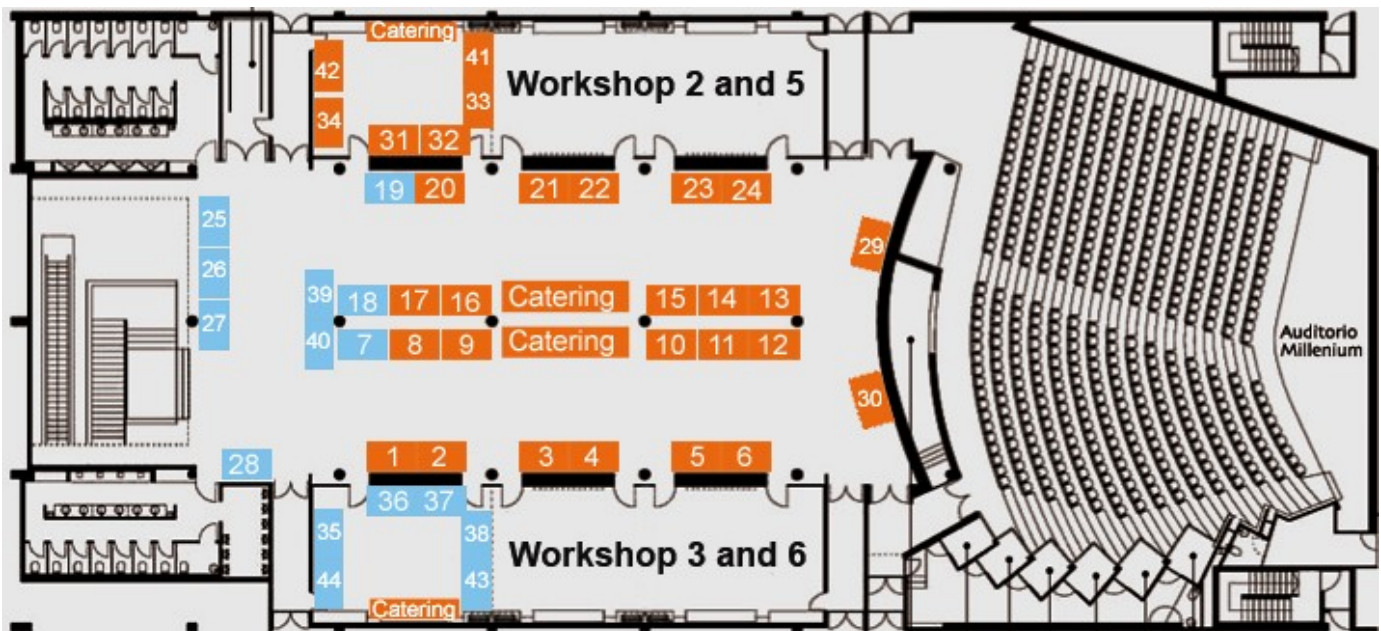 Catering
42
41
34
33
Workshop 2 and 5
31 32
19 20
21 22
23 24
25
26
27
29
39
40
18 17 16
Catering
15 14 13
7 8 9
Catering
10 11 12
Auditorio
Millenium
30
1 2
3 4
5 6
28
36 37
35
44
38
43
Workshop 3 and 6
Catering